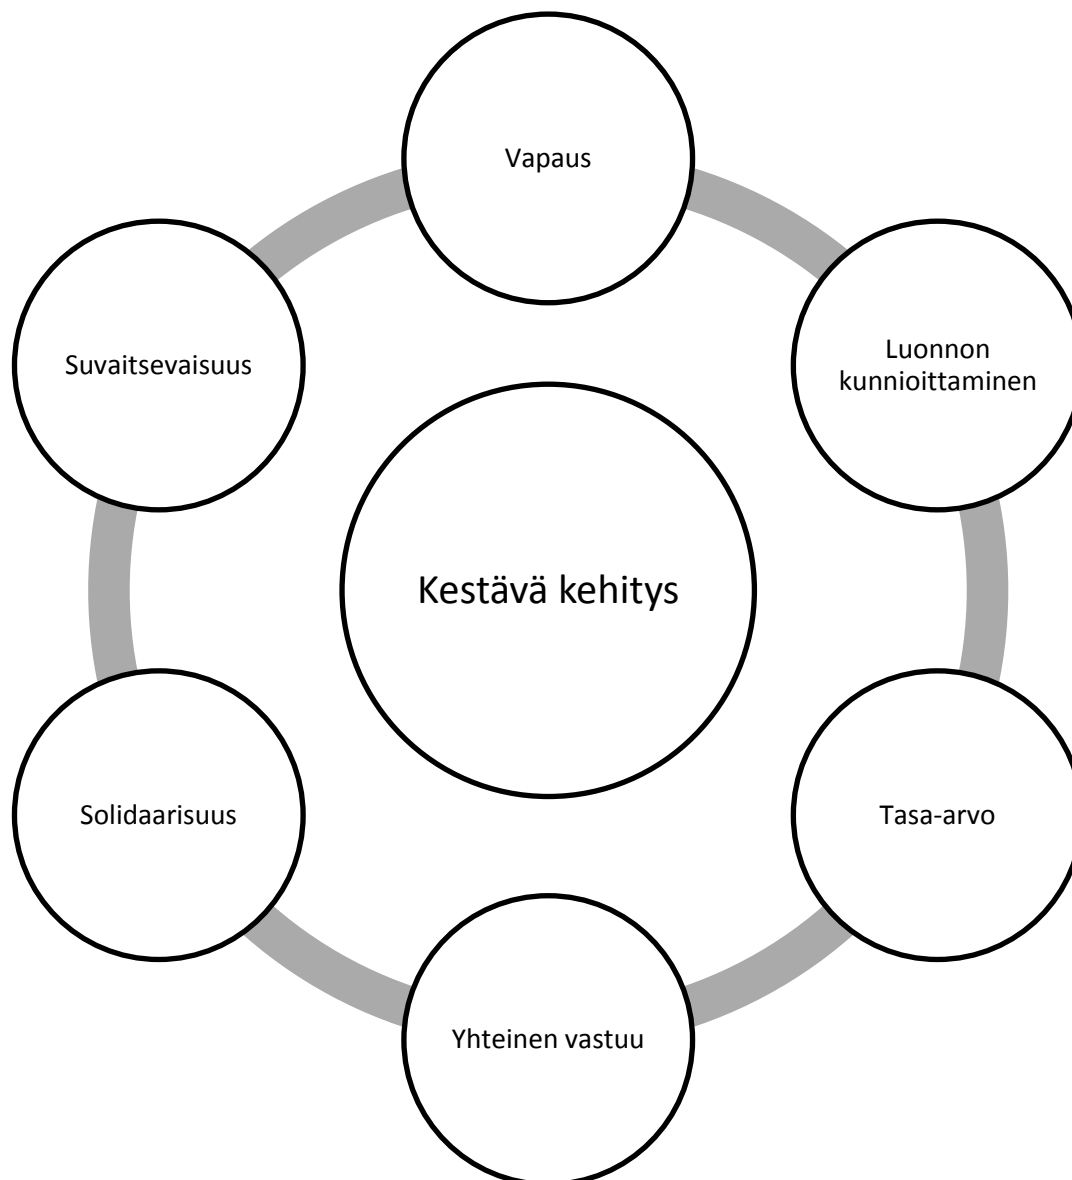 Vapaus
Suvaitsevaisuus
Luonnon
kunnioittaminen
Kestävä kehitys
Solidaarisuus
Tasa-arvo
Yhteinen vastuu